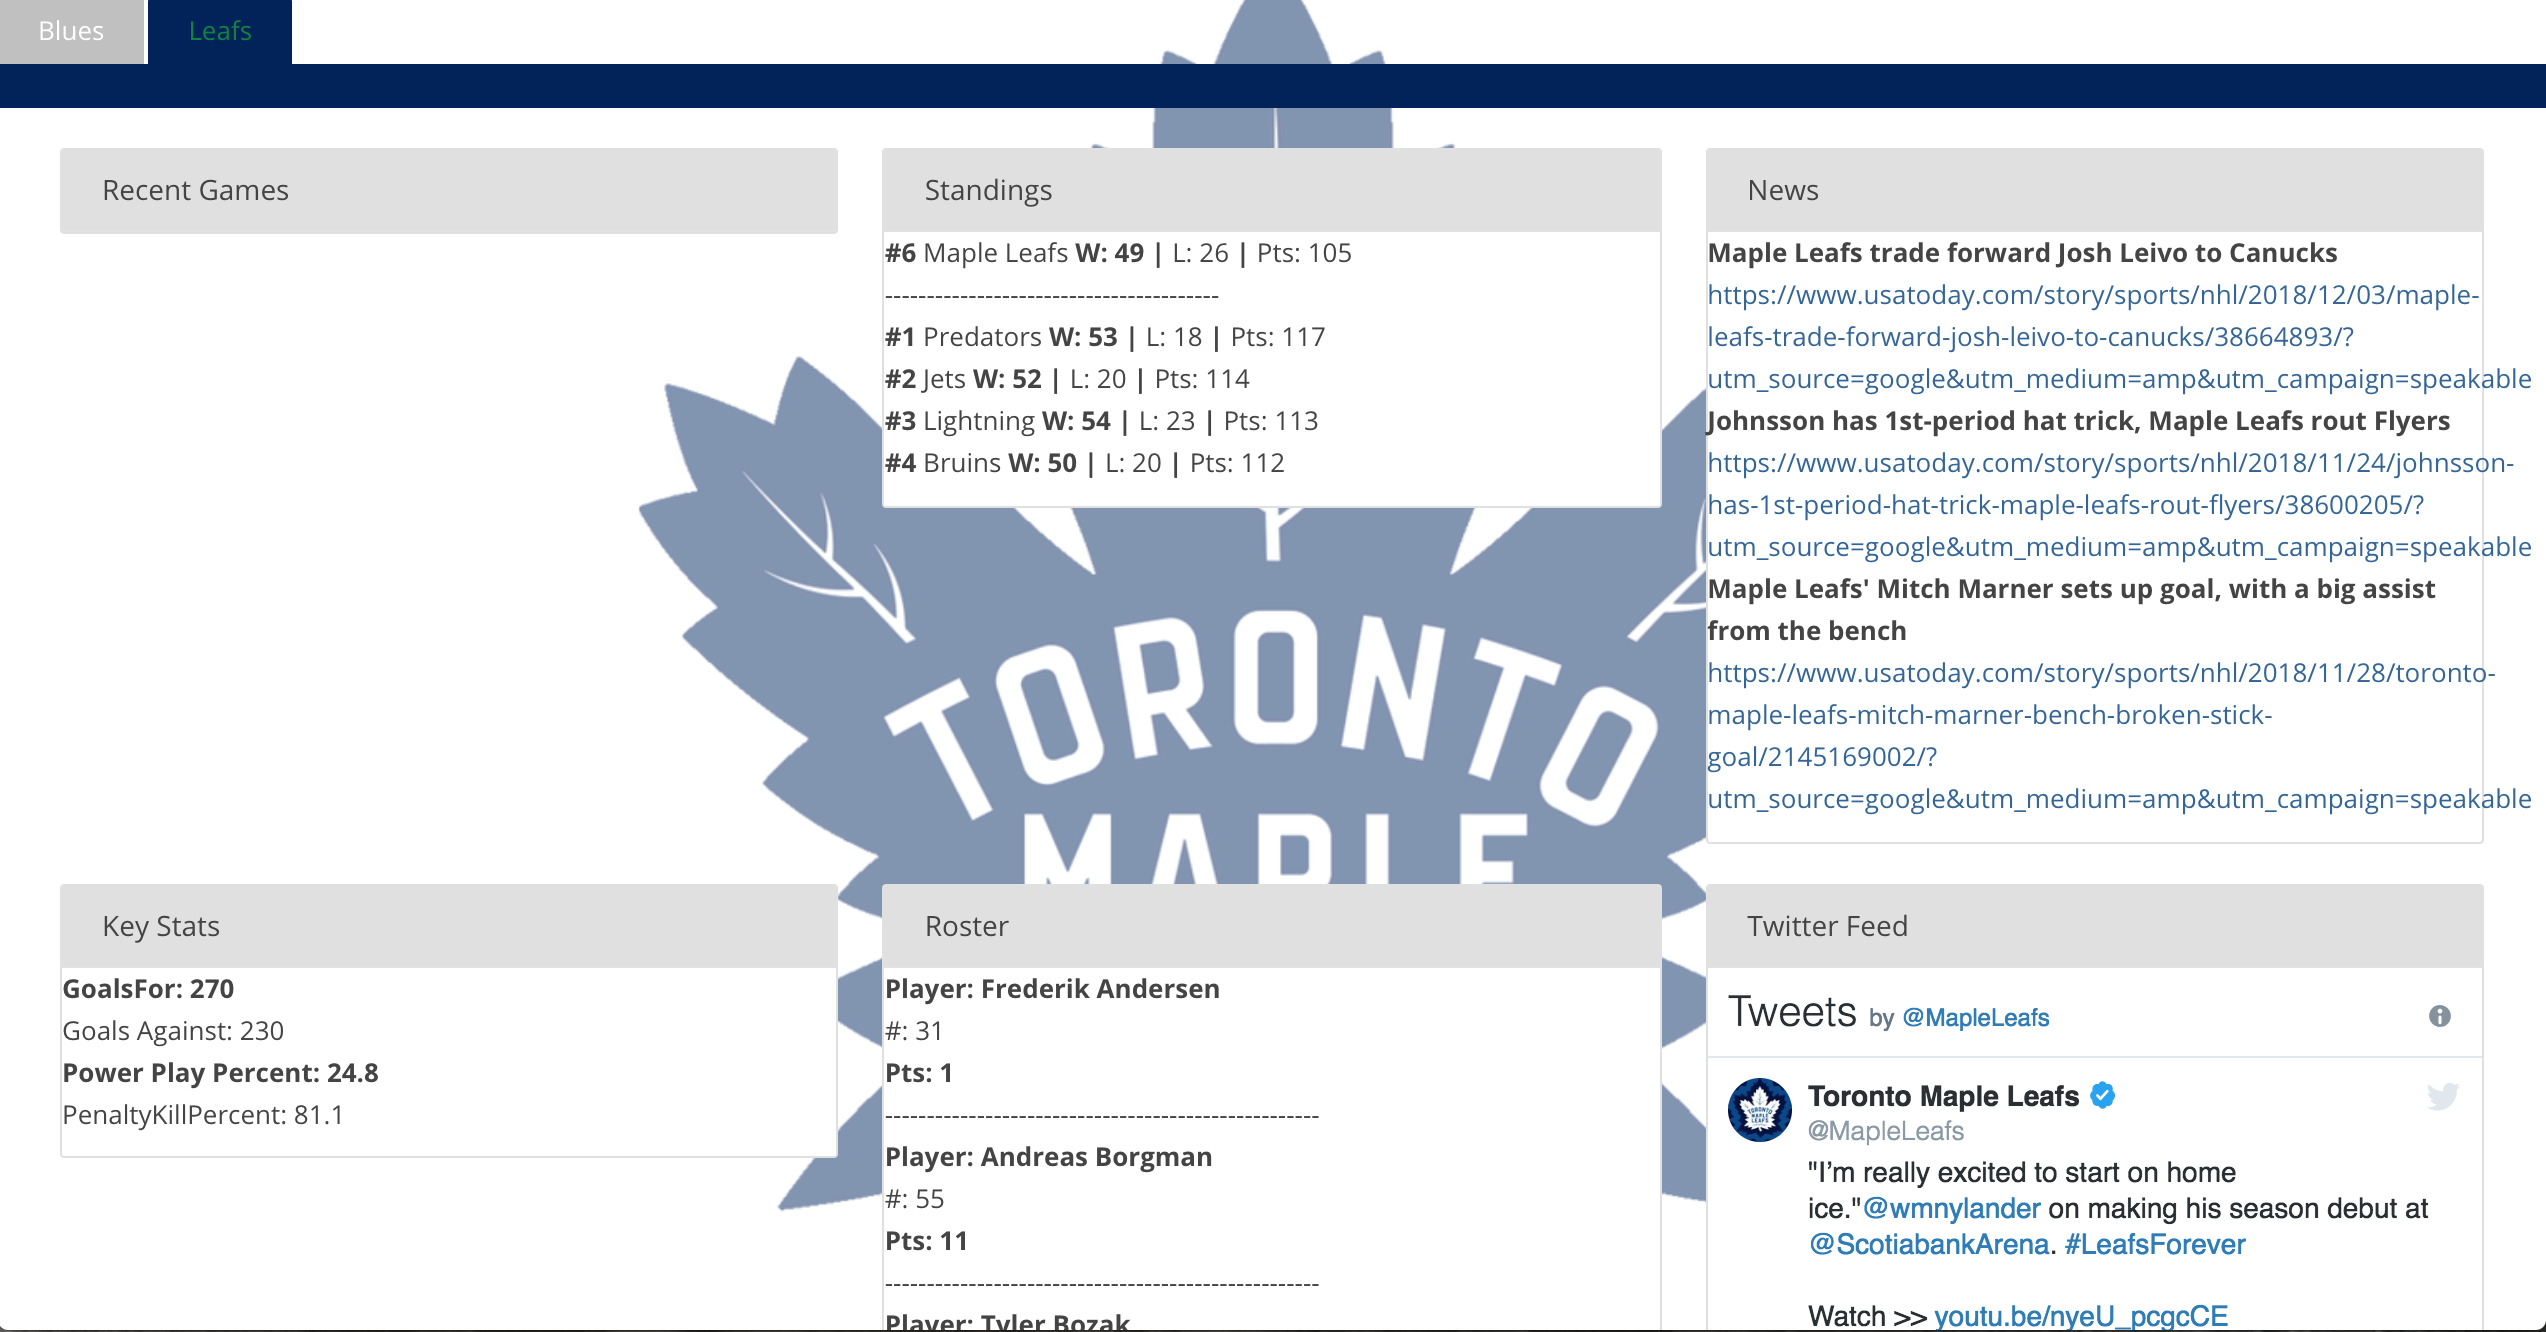 Blues
Leafs
Recent Games
Standings
#6 Maple Leafs W: 49 | L: 26 | Pts: 105
----------------------------------------
#1 Predators W: 53 | L: 18 | Pts: 117
#2 Jets W: 52 | L: 20 | Pts: 114
#3 Lightning W: 54 | L: 23 | Pts: 113
#4 Bruins W: 50 | L: 20 | Pts: 112
News
Maple Leafs trade forward Josh Leivo to Canucks
https://www.usatoday.com/story/sports/nhl/2018/12/03/maple-
leafs-trade-forward-josh-leivo-to-canucks/38664893/?
utm_source=google&utm_medium=amp&utm_campaign=speakable
Johnsson has 1st-period hat trick, Maple Leafs rout Flyers
https://www.usatoday.com/story/sports/nhl/2018/11/24/johnsson-
has-1st-period-hat-trick-maple-leafs-rout-flyers/38600205/?
utm_source=google&utm_medium=amp&utm_campaign=speakable
Maple Leafs' Mitch Marner sets up goal, with a big assist
from the bench
https://www.usatoday.com/story/sports/nhl/2018/11/28/toronto-
maple-leafs-mitch-marner-bench-broken-stick-
goal/2145169002/?
utm_source=google&utm_medium=amp&utm_campaign=speakable
TORONTO
MAPLE
Key Stats
GoalsFor: 270
Goals Against: 230
Power Play Percent: 24.8
PenaltyKillPercent: 81.1
Roster
Player: Frederik Andersen
#: 31
Pts: 1
----------------------------------------------------
Player: Andreas Borgman
#: 55
Pts: 11
----------------------------------------------------
Player: Tyler Bozak
Twitter Feed
Tweets by @MapleLeafs
TORONTO
MAPLE
LEAFS
Toronto Maple Leafs
@MapleLeafs
"I’m really excited to start on home
ice."@wmnylander on making his season debut at
@ScotiabankArena. #LeafsForever
Watch >> youtu.be/nyeU_pcgcCE